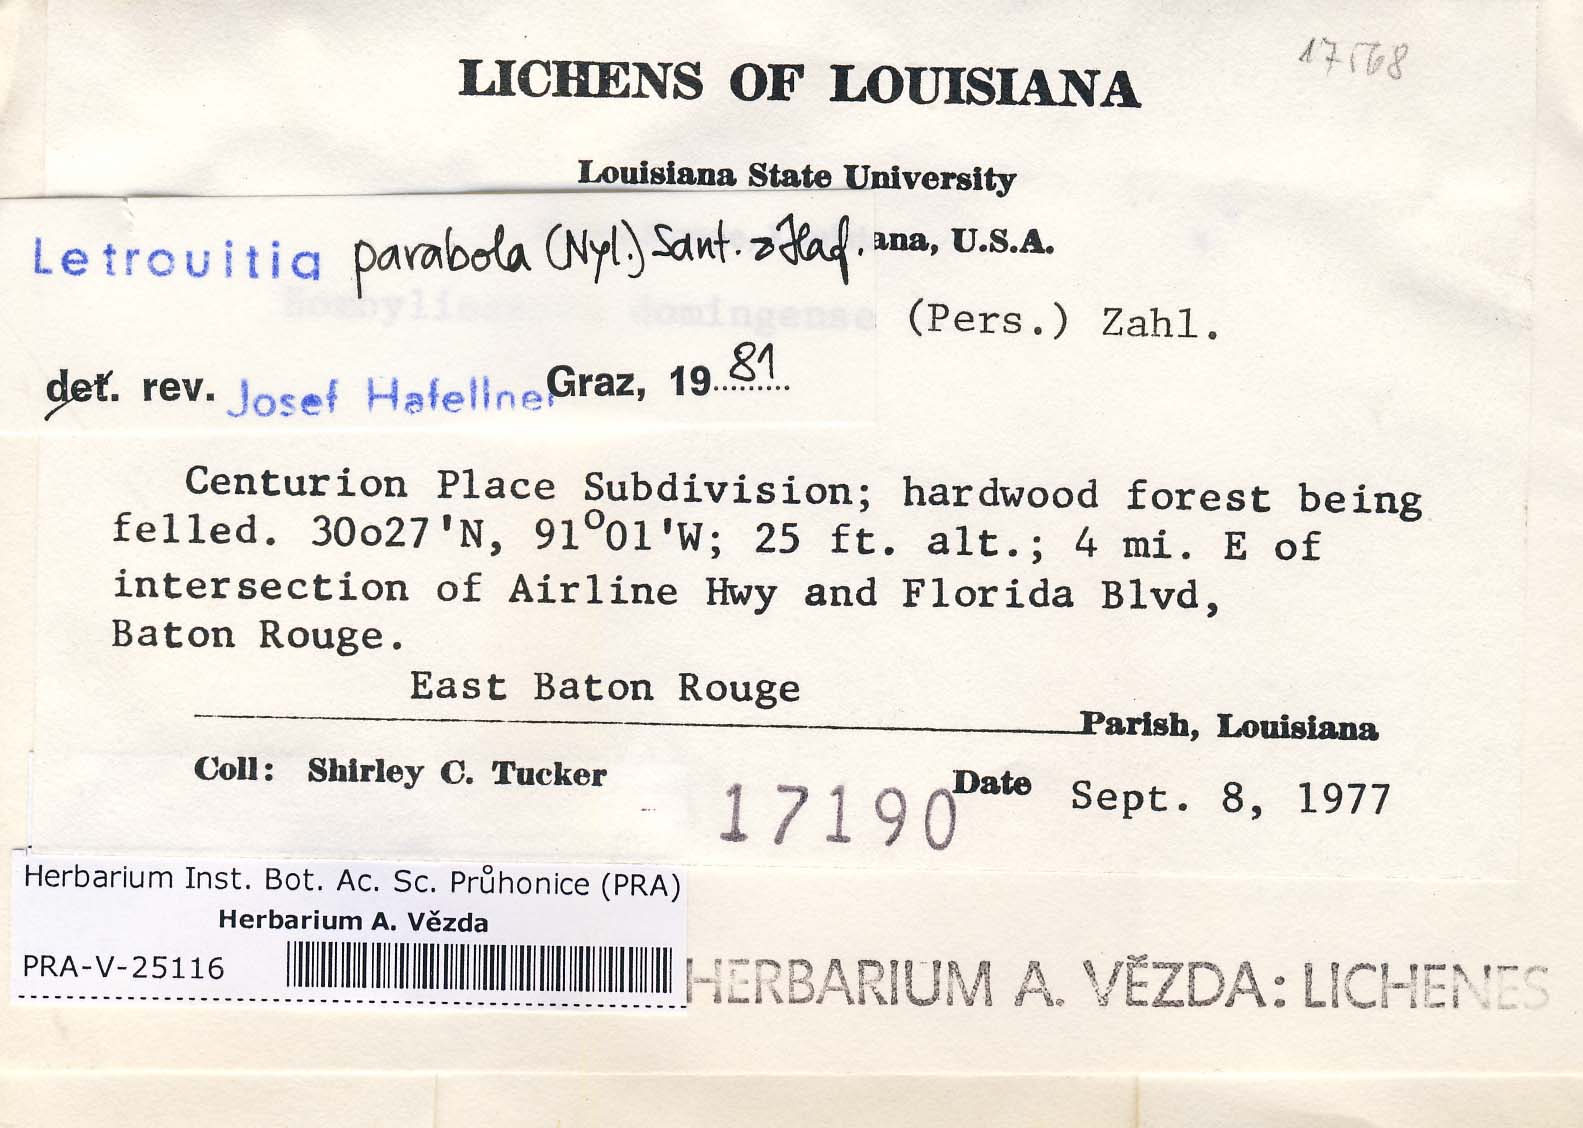 17568
LICHENS OF LOUISIANA
Louisiana State University
ana, U.S.A.
Letrouitia parabola (Nyl.) Sant. & Haf.
(Pers.) Zahl.
det. rev. Josef Hafellner Graz, 1981
Centurion Place Subdivision; hardwood forest being
felled. 30o27'N, 91°01'W; 25 ft. alt.; 4 mi. E of
intersection of Airline Hwy and Florida Blvd,
Baton Rouge.
East Baton Rouge
Parish, Louisiana
Coll: Shirley C. Tucker
17190
Date Sept. 8, 1977
Herbarium Inst. Bot. Ac. Sc. Průhonice (PRA)
Herbarium A. Vězda
PRA-V-25116
HERBARIUM A. VĚZDA: LICHENES